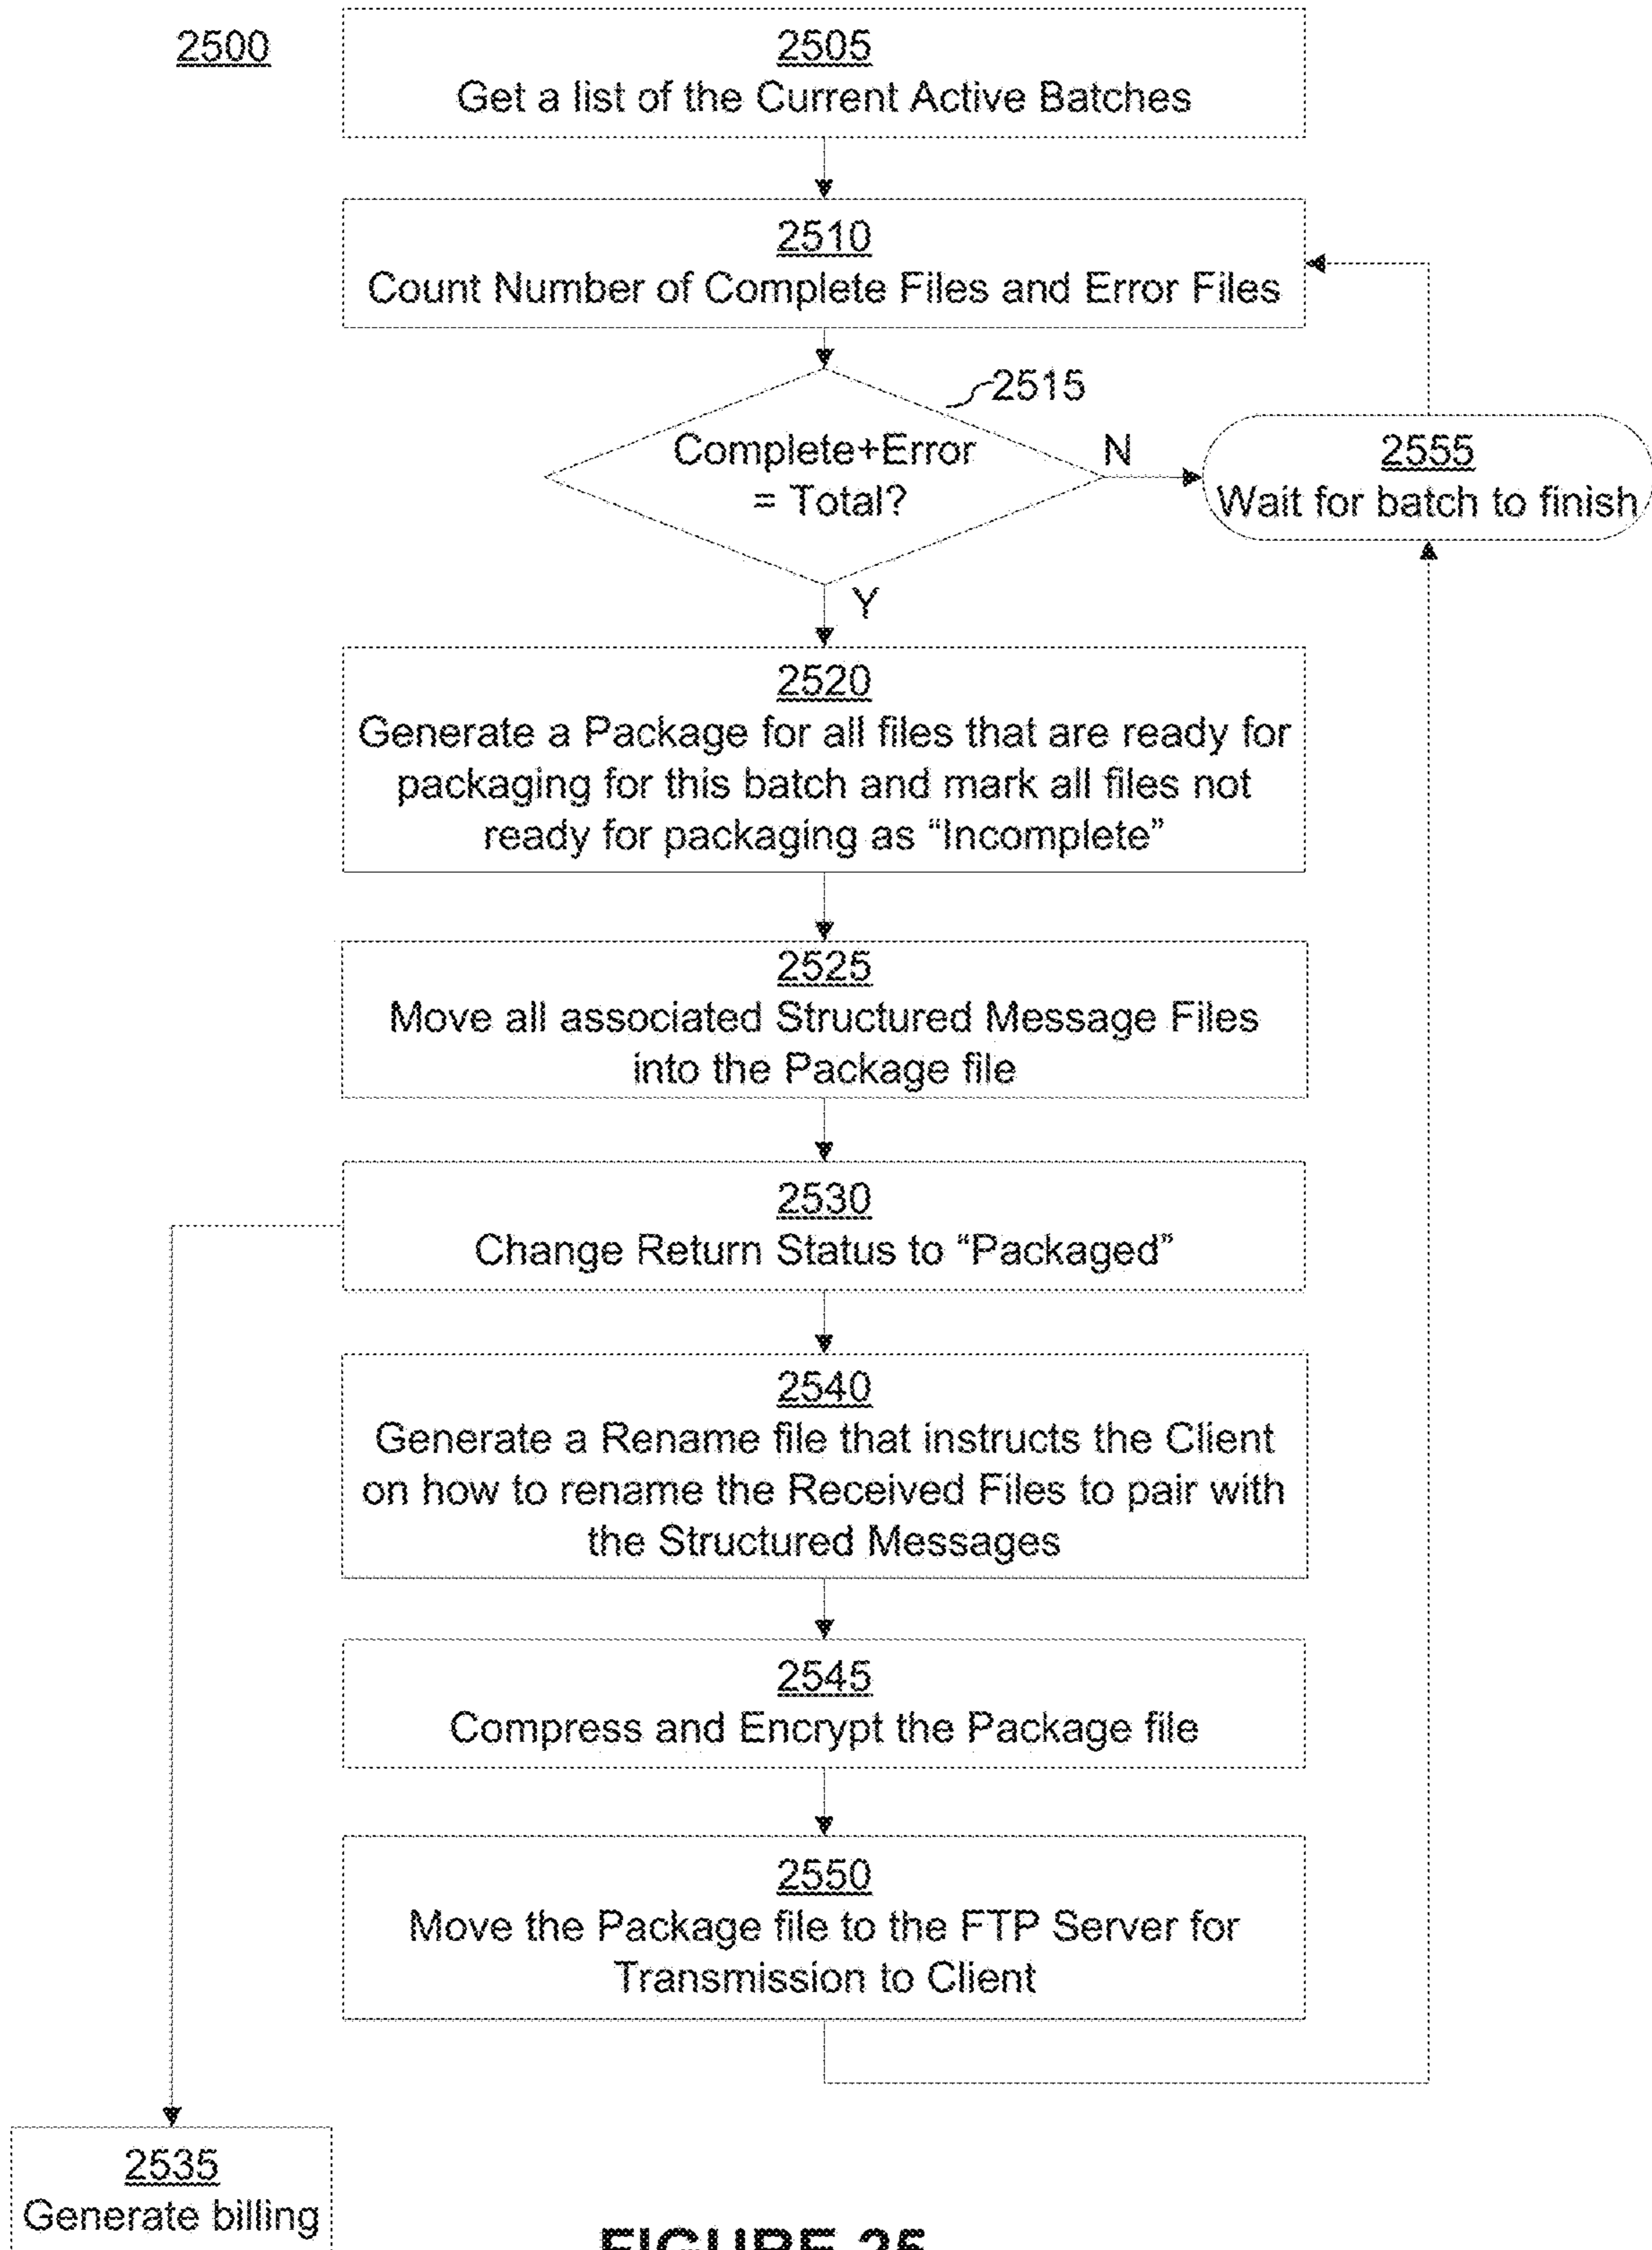 2500
2505
Get a list of the Current Active Batches
2510
Count Number of Complete Files and Error Files
2515
Complete+Error
= Total?
N
2555
Wait for batch to finish
Y
2520
Generate a Package for all files that are ready for
packaging for this batch and mark all files not
ready for packaging as “Incomplete”
2525
Move all associated Structured Message Files
into the Package file
2530
Change Return Status to “Packaged”
2540
Generate a Rename file that instructs the Client
on how to rename the Received Files to pair with
the Structured Messages
2545
Compress and Encrypt the Package file
2550
Move the Package file to the FTP Server for
Transmission to Client
2535
Generate billing
FIGURE 25